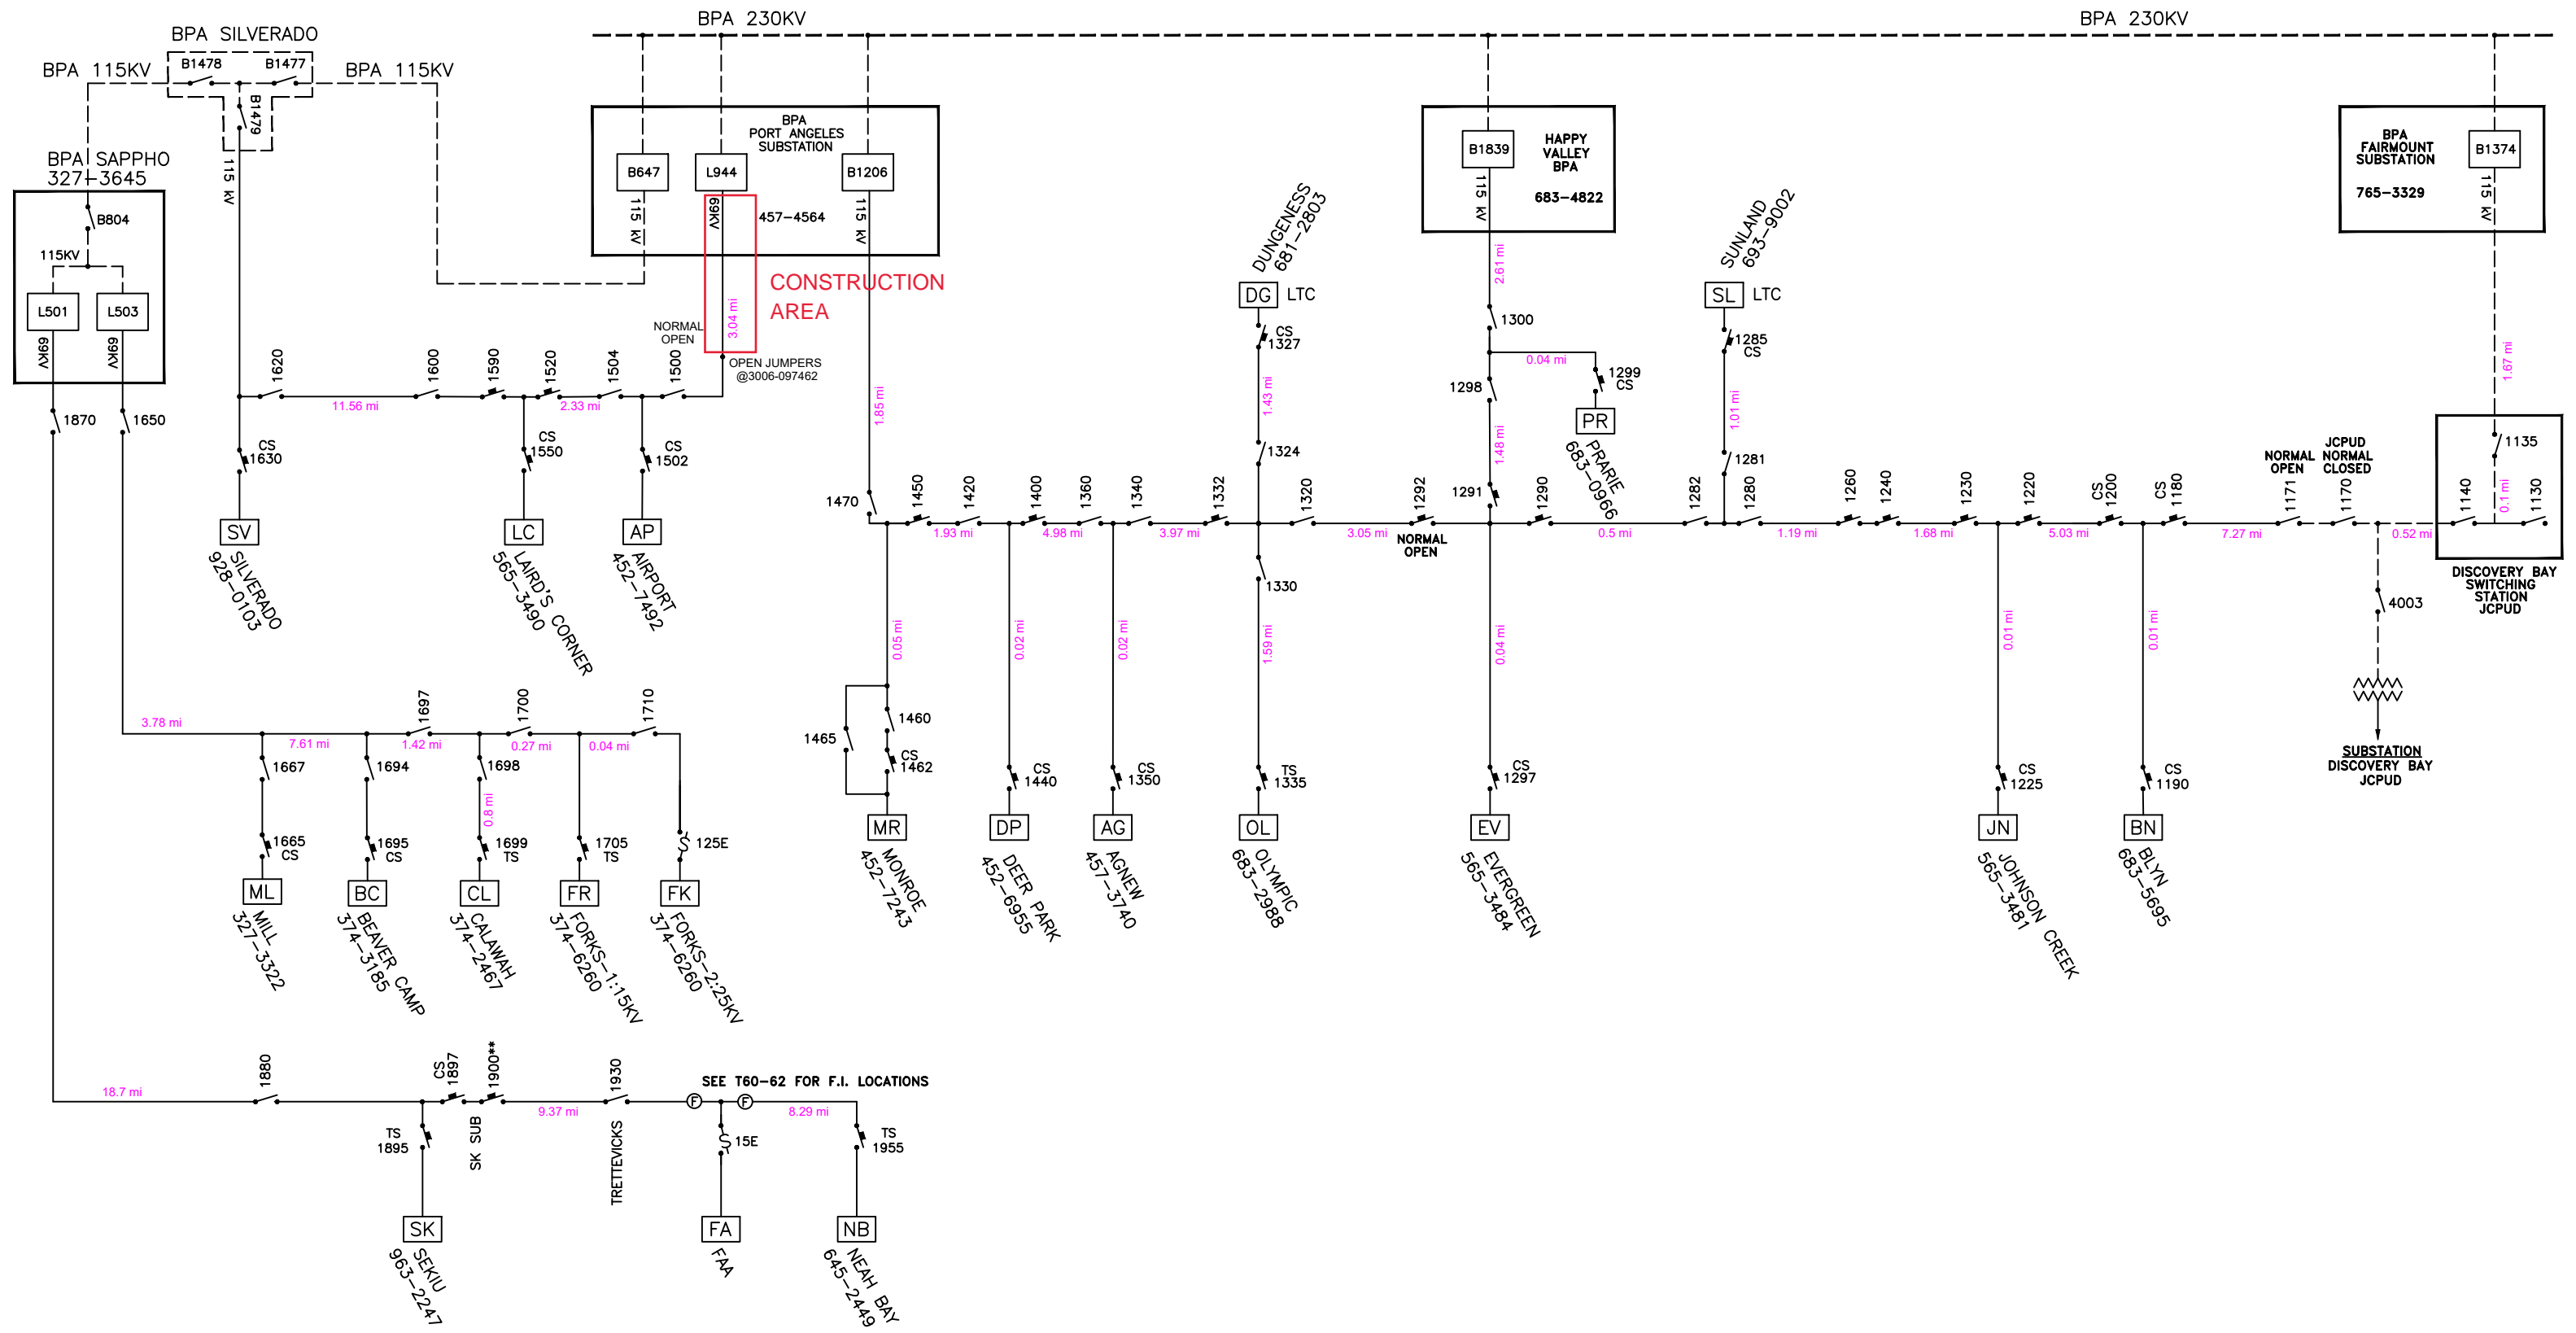 BPA 230KV
BPA 230KV
BPA SILVERADO
B1478
B1477
BPA 115KV
BPA 115KV
B1479
115 kV
BPA SAPPHO
327-3645
B804
115KV
L501
L503
69KV
69KV
1870
1650
BPA
PORT ANGELES
SUBSTATION
B647
L944
B1206
115 kV
69KV
115 kV
457-4564
CONSTRUCTION
AREA
3.04 mi
NORMAL
OPEN
OPEN JUMPERS
@3006-097462
HAPPY
VALLEY
BPA
683-4822
B1839
115 kV
2.61 mi
BPA
FAIRMOUNT
SUBSTATION
765-3329
B1374
115 kV
1.67 mi
DUNGENESS
681-2803
DG
LTC
CS
1327
1.43 mi
1324
SUNLAND
693-9002
SL
LTC
1285
CS
1.01 mi
1281
1300
0.04 mi
1298
1299
CS
PR
PRARIE
683-0966
1.48 mi
1291
1620
1600
1590
1520
1504
1500
11.56 mi
2.33 mi
CS
1630
CS
1550
CS
1502
SV
LC
AP
SILVERADO
928-0103
LAIRD'S CORNER
565-3490
AIRPORT
452-7492
1.85 mi
1470
1450
1420
1400
1360
1340
1332
1320
1292
1290
1282
1280
1260
1240
1230
1220
CS
1200
CS
1180
1.93 mi
4.98 mi
3.97 mi
3.05 mi
NORMAL
OPEN
0.5 mi
1.19 mi
1.68 mi
5.03 mi
7.27 mi
NORMAL
OPEN
1171
JCPUD
NORMAL
CLOSED
1170
0.52 mi
1135
1140
0.1 mi
1130
DISCOVERY BAY
SWITCHING
STATION
JCPUD
4003
SUBSTATION
DISCOVERY BAY
JCPUD
0.05 mi
1460
1465
CS
1462
MR
MONROE
452-7243
0.02 mi
CS
1440
DP
DEER PARK
452-6955
0.02 mi
CS
1350
AG
AGNEW
457-3740
1330
1.59 mi
TS
1335
OL
OLYMPIC
683-2988
0.04 mi
CS
1297
EV
EVERGREEN
565-3484
0.01 mi
CS
1225
JN
JOHNSON CREEK
565-3481
0.01 mi
CS
1190
BN
BLYN
683-5695
3.78 mi
7.61 mi
1697
1.42 mi
1700
0.27 mi
1710
0.04 mi
1667
1694
1698
0.8 mi
1665
CS
1695
CS
1699
TS
1705
TS
125E
ML
BC
CL
FR
FK
MILL
327-3322
BEAVER CAMP
374-3185
CALAWAH
374-2467
FORKS-1:15KV
374-6260
FORKS-2:25KV
374-6260
18.7 mi
1880
CS
1897
1900**
SK SUB
9.37 mi
1930
TRETTEVICKS
SEE T60-62 FOR F.I. LOCATIONS
F
F
8.29 mi
TS
1895
15E
TS
1955
SK
FA
NB
SEKIU
963-2247
FAA
NEAH BAY
645-2449